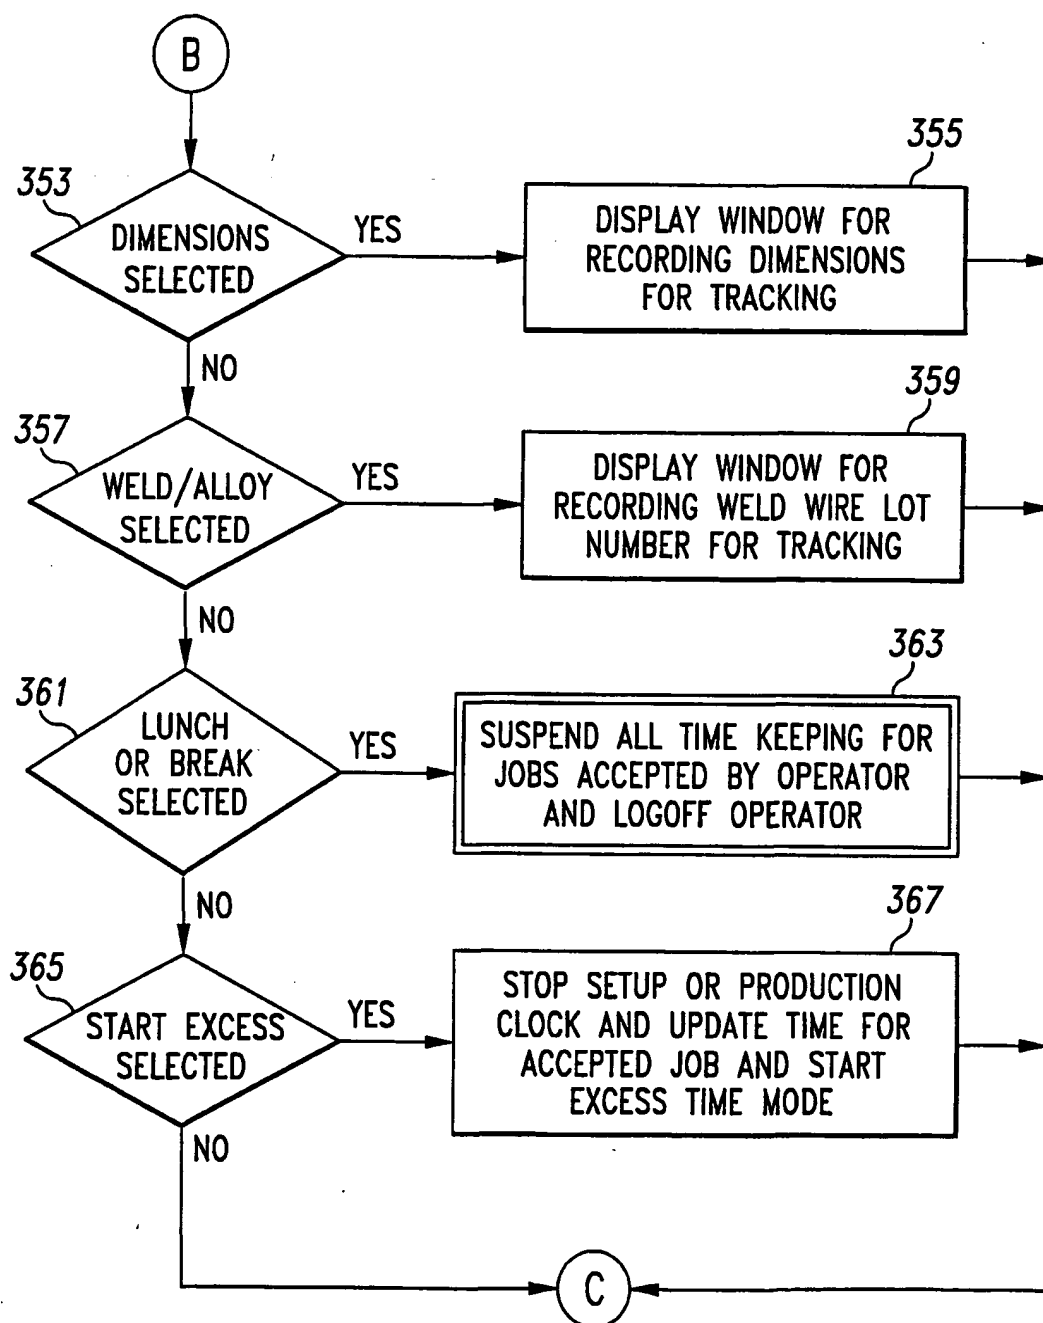 B
353
DIMENSIONS
SELECTED
YES
NO
355
DISPLAY WINDOW FOR
RECORDING DIMENSIONS
FOR TRACKING
357
WELD/ALLOY
SELECTED
YES
NO
359
DISPLAY WINDOW FOR
RECORDING WELD WIRE LOT
NUMBER FOR TRACKING
361
LUNCH
OR BREAK
SELECTED
YES
NO
363
SUSPEND ALL TIME KEEPING FOR
JOBS ACCEPTED BY OPERATOR
AND LOGOFF OPERATOR
365
START EXCESS
SELECTED
YES
NO
367
STOP SETUP OR PRODUCTION
CLOCK AND UPDATE TIME FOR
ACCEPTED JOB AND START
EXCESS TIME MODE
C